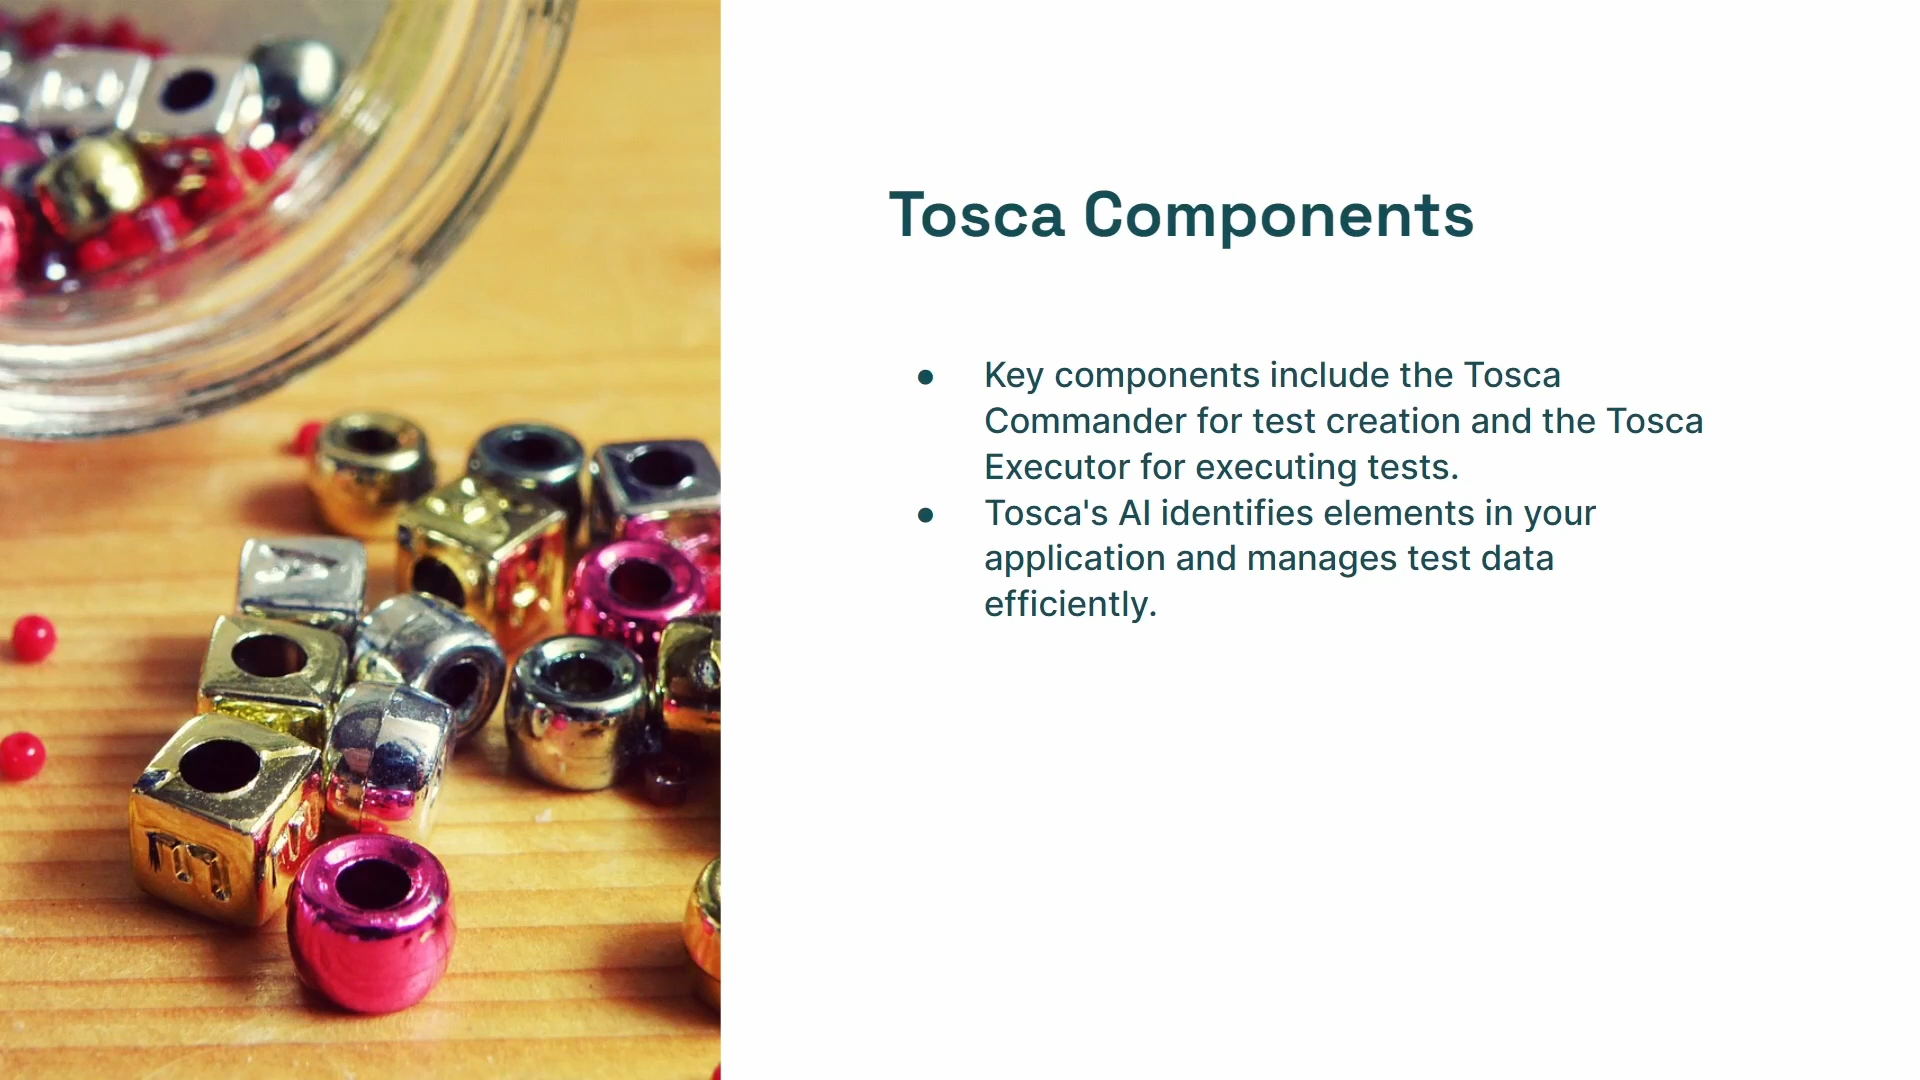 Tosca Components
● Key components include the Tosca
Commander for test creation and the Tosca
Executor for executing tests.
● Tosca's AI identifies elements in your
application and manages test data
efficiently.